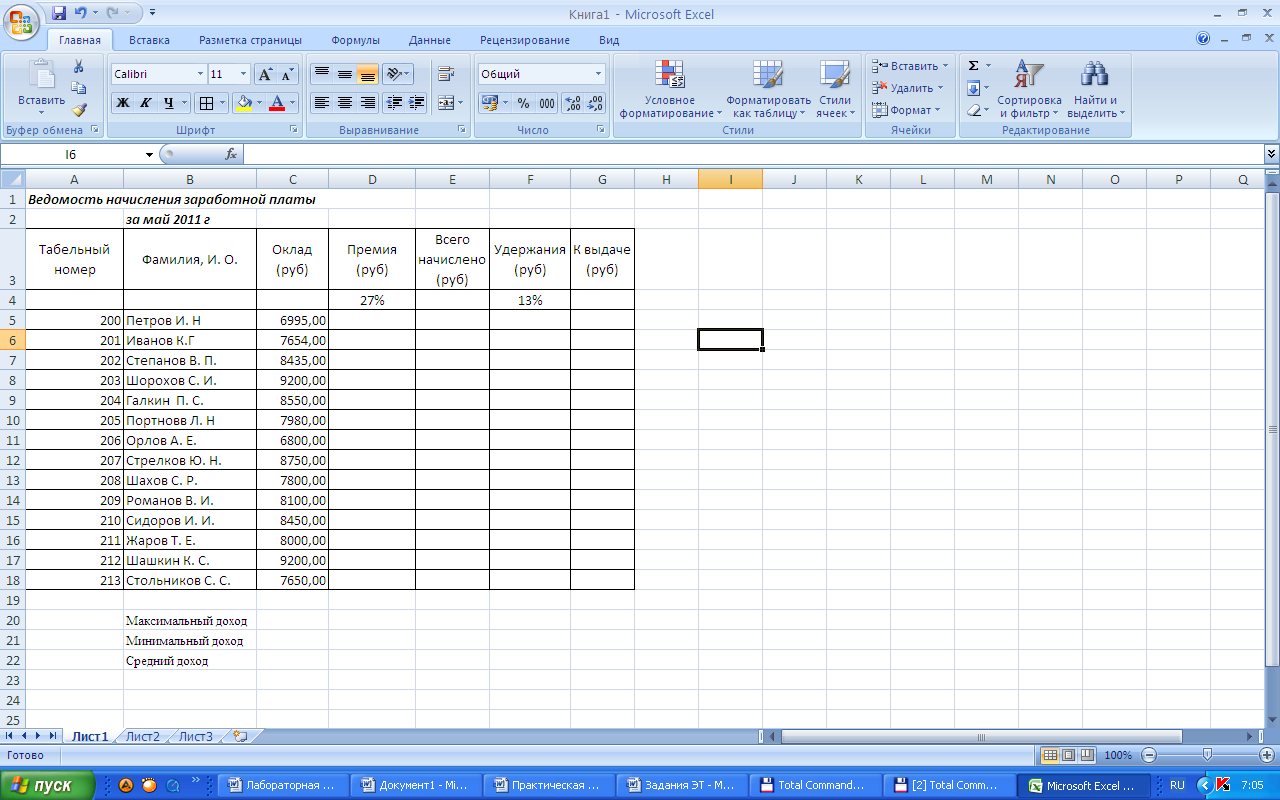 Книга1 - Microsoft Excel
Главная Вставка Разметка страницы Формулы Данные Рецензирование Вид
Вставить
Calibri 11
Ж К Ч
Общий
% 000
Условное форматирование
Форматировать как таблицу
Стили ячеек
Вставить
Удалить
Формат
Σ
Сортировка и фильтр
Найти и выделить
Буфер обмена Шрифт Выравнивание Число Стили Ячейки Редактирование
I6 fx
A B C D E F G H I J K L M N O P Q
1 Ведомость начисления заработной платы
2 за май 2011 г
3 Табельный номер Фамилия, И. О. Оклад (руб) Премия (руб) Всего начислено (руб) Удержания (руб) К выдаче (руб)
4 27% 13%
5 200 Петров И. Н 6995,00
6 201 Иванов К.Г 7654,00
7 202 Степанов В. П. 8435,00
8 203 Шорохов С. И. 9200,00
9 204 Галкин  П. С. 8550,00
10 205 Портновв Л. Н 7980,00
11 206 Орлов А. Е. 6800,00
12 207 Стрелков Ю. Н. 8750,00
13 208 Шахов С. Р. 7800,00
14 209 Романов В. И. 8100,00
15 210 Сидоров И. И. 8450,00
16 211 Жаров Т. Е. 8000,00
17 212 Шашкин К. С. 9200,00
18 213 Стольников С. С. 7650,00
19
20 Максимальный доход
21 Минимальный доход
22 Средний доход
23
24
25
Лист1 Лист2 Лист3
Готово 100%
пуск Лабораторная ... Документ1 - Mi... Практическая ... Задания ЭТ - M... Total Command... [2] Total Comm... Microsoft Excel ... RU 7:05